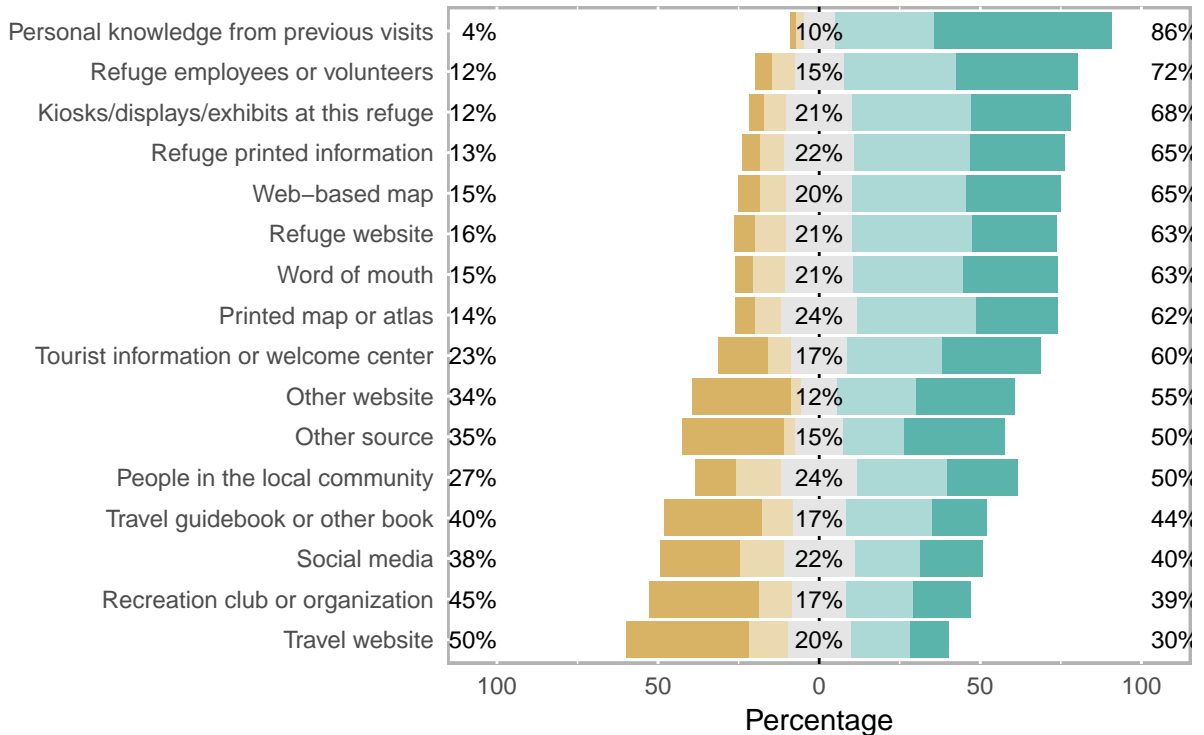 Personal knowledge from previous visits 4% 10% 86%
Refuge employees or volunteers 12% 15% 72%
Kiosks/displays/exhibits at this refuge 12% 21% 68%
Refuge printed information 13% 22% 65%
Web−based map 15% 20% 65%
Refuge website 16% 21% 63%
Word of mouth 15% 21% 63%
Printed map or atlas 14% 24% 62%
Tourist information or welcome center 23% 17% 60%
Other website 34% 12% 55%
Other source 35% 15% 50%
People in the local community 27% 24% 50%
Travel guidebook or other book 40% 17% 44%
Social media 38% 22% 40%
Recreation club or organization 45% 17% 39%
Travel website 50% 20% 30%
100 50 0 50 100
Percentage